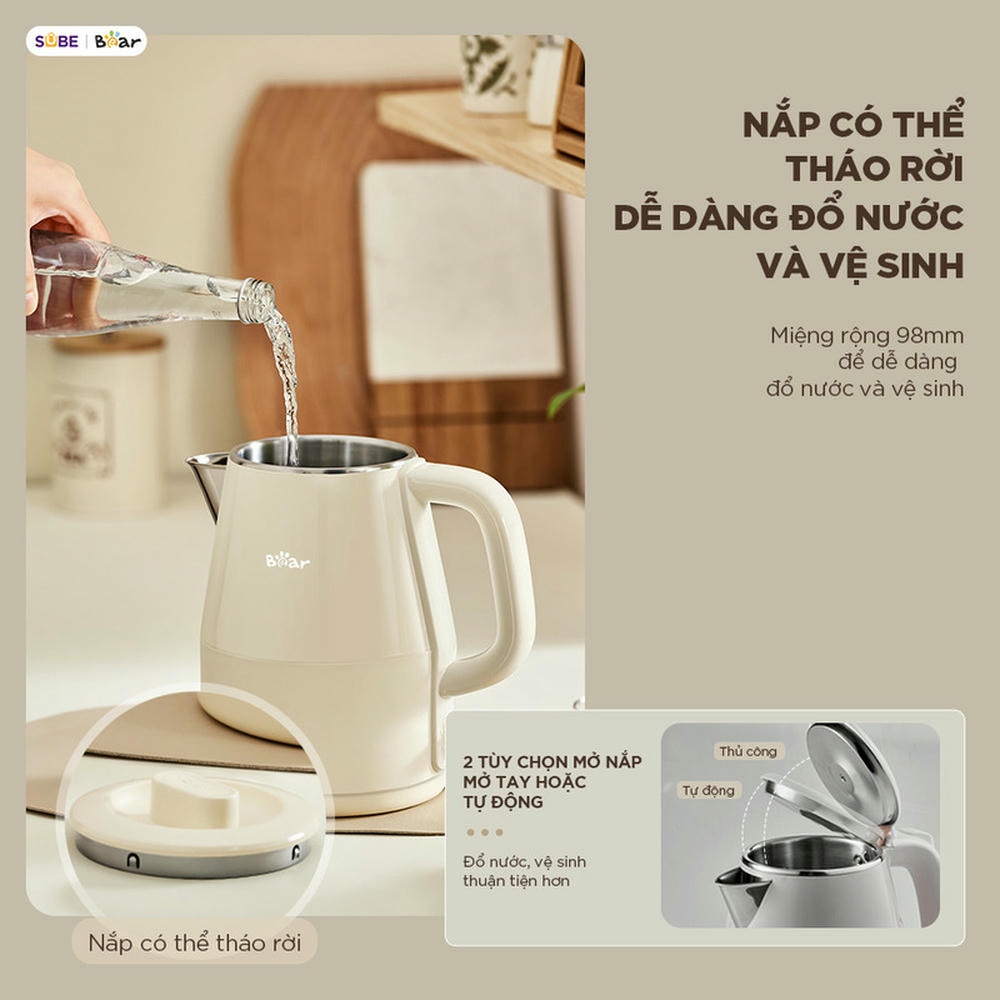 SUBE | Bear
NẮP CÓ THỂ
THÁO RỜI
DỄ DÀNG ĐỔ NƯỚC
VÀ VỆ SINH
Miệng rộng 98mm
để dễ dàng
đổ nước và vệ sinh
Bear
2 TÙY CHỌN MỞ NẮP
MỞ TAY HOẶC
TỰ ĐỘNG
Đổ nước, vệ sinh
thuận tiện hơn
Thủ công
Tự động
Nắp có thể tháo rời